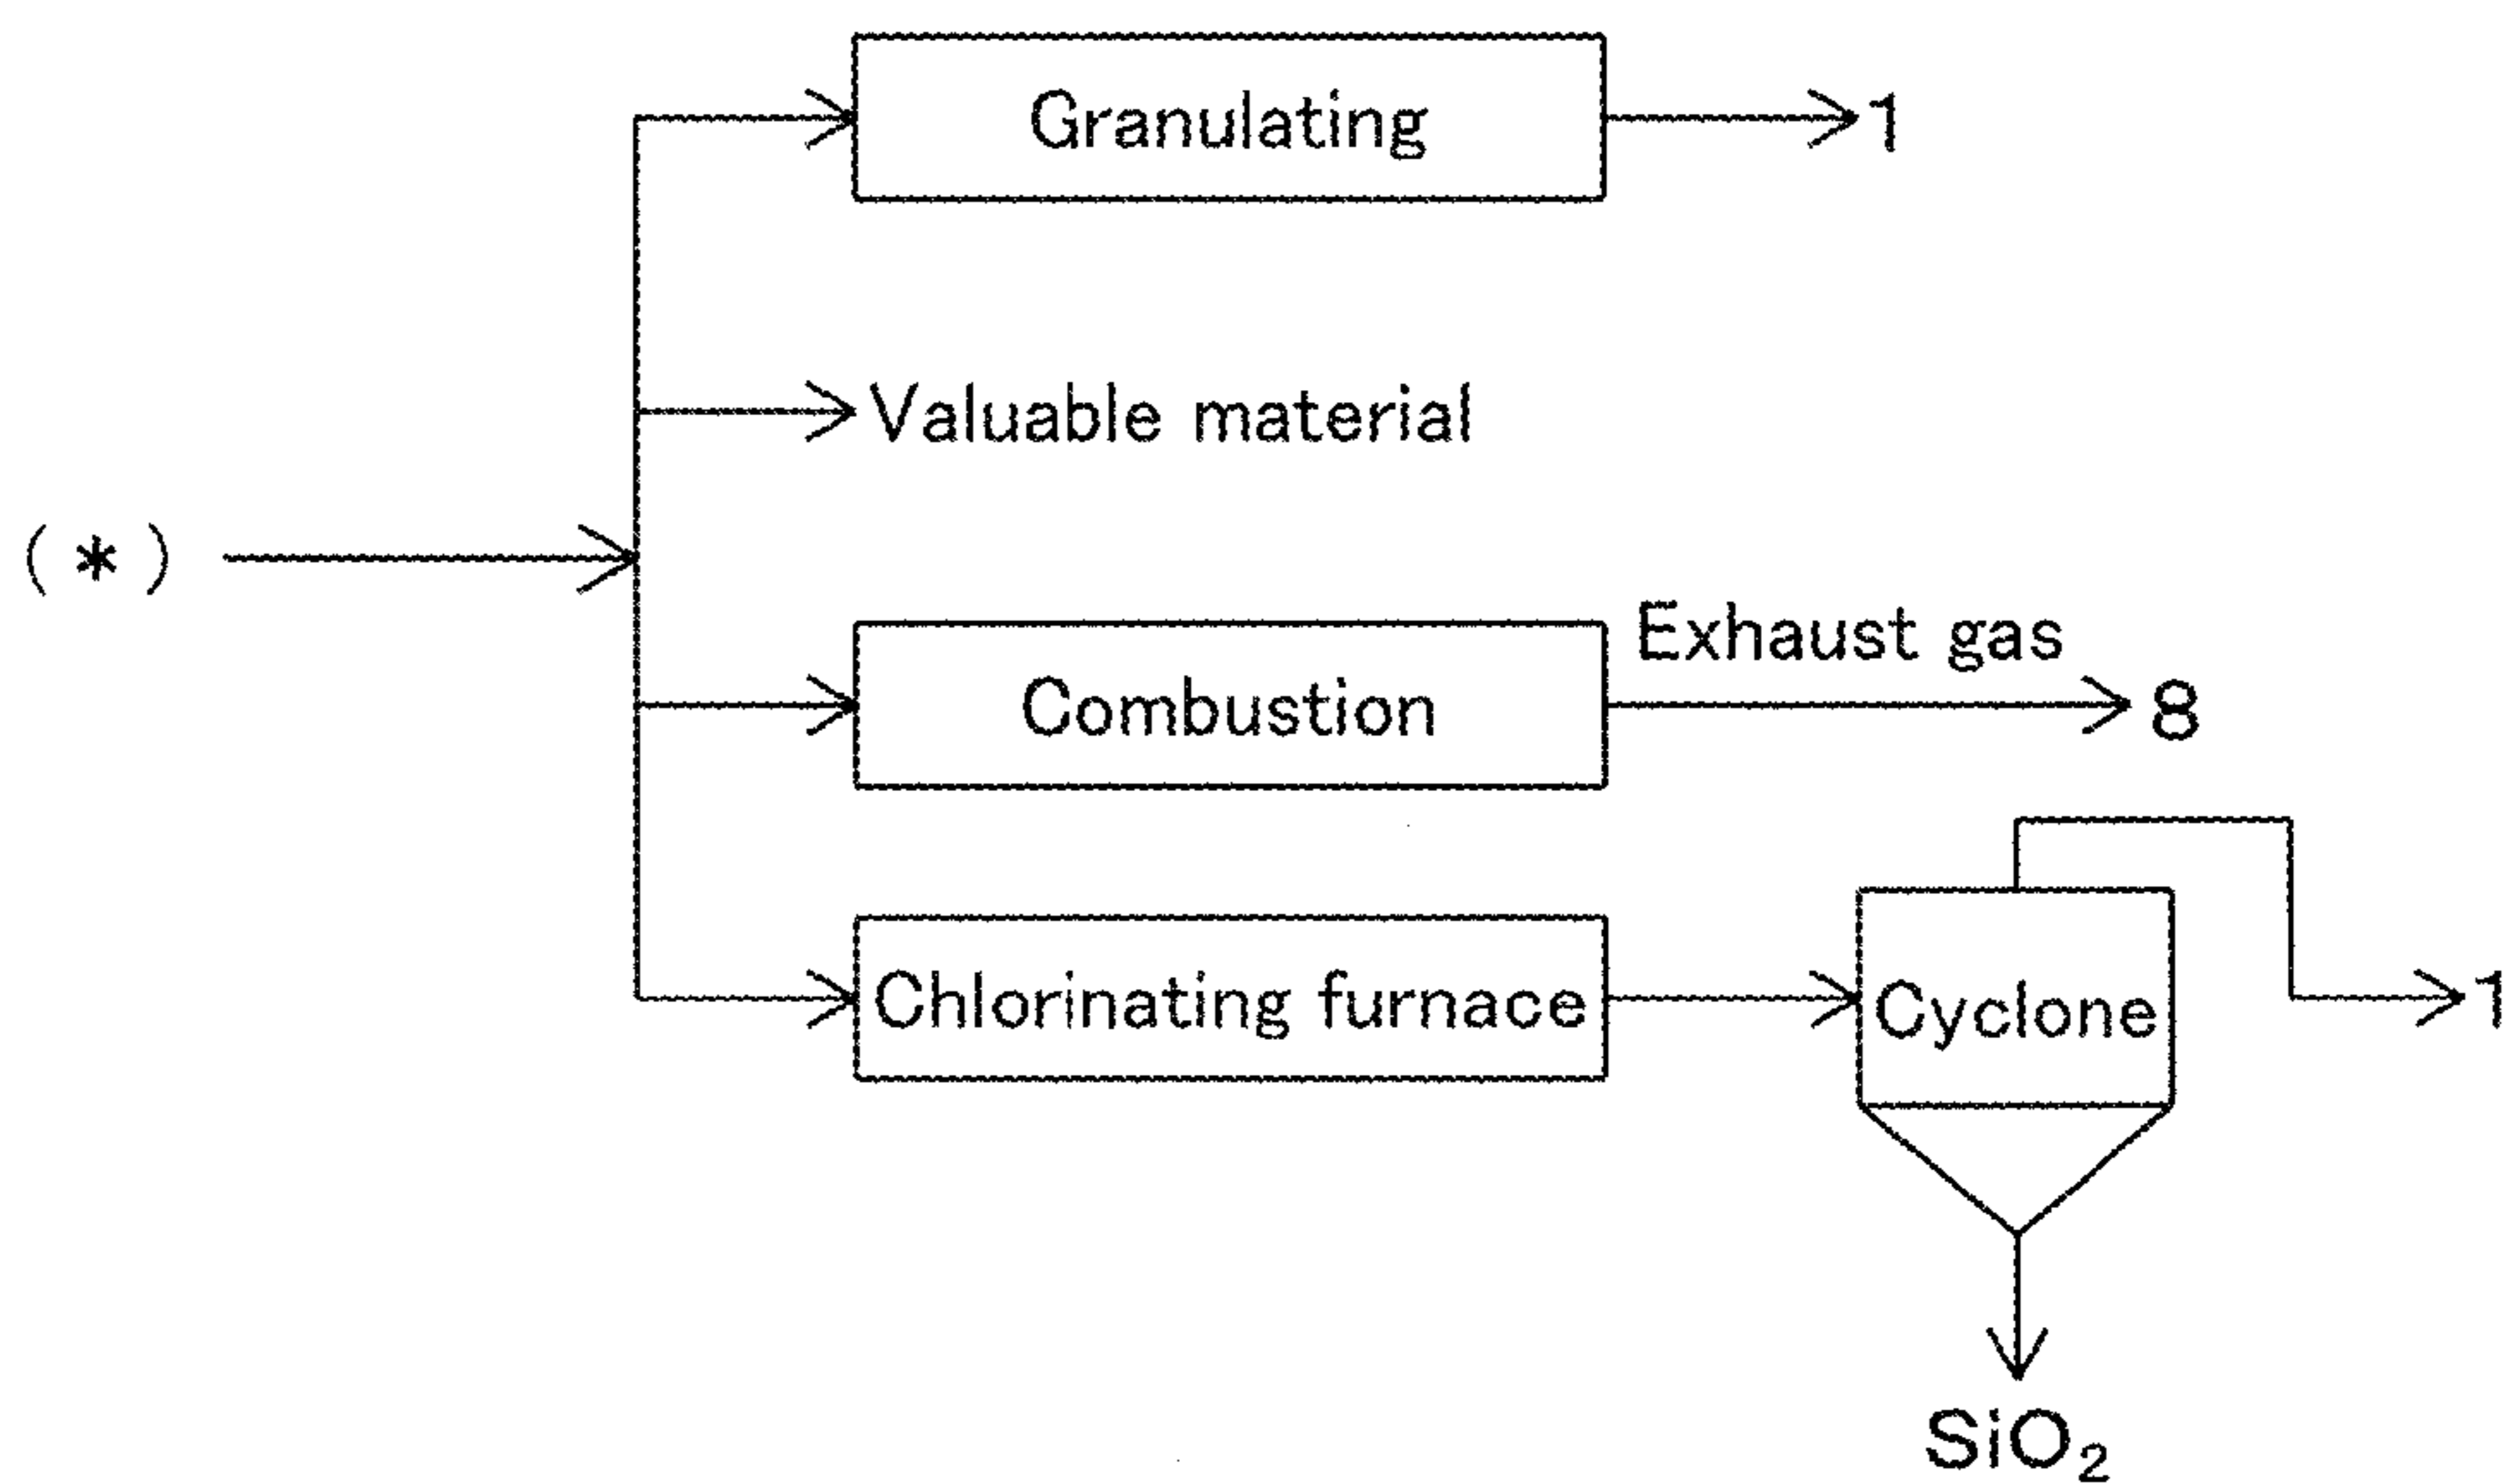 Granulating
1
Valuable material
(*)
Exhaust gas
Combustion
8
Chlorinating furnace
Cyclone
1
SiO₂